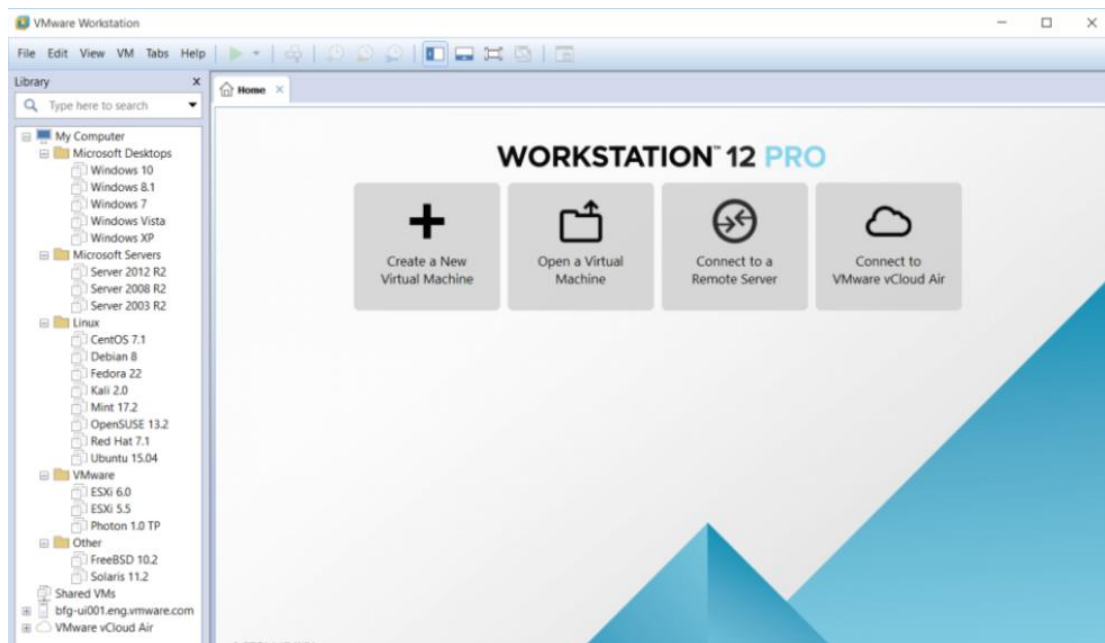 VMware Workstation
File Edit View VM Tabs Help
Library x
Type here to search
My Computer
Microsoft Desktops
Windows 10
Windows 8.1
Windows 7
Windows Vista
Windows XP
Microsoft Servers
Server 2012 R2
Server 2008 R2
Server 2003 R2
Linux
CentOS 7.1
Debian 8
Fedora 22
Kali 2.0
Mint 17.2
OpenSUSE 13.2
Red Hat 7.1
Ubuntu 15.04
VMware
ESXi 6.0
ESXi 5.5
Photon 1.0 TP
Other
FreeBSD 10.2
Solaris 11.2
Shared VMs
bfg-ui001.eng.vmware.com
VMware vCloud Air
Home ×
WORKSTATION™ 12 PRO
Create a New
Virtual Machine
Open a Virtual
Machine
Connect to a
Remote Server
Connect to
VMware vCloud Air